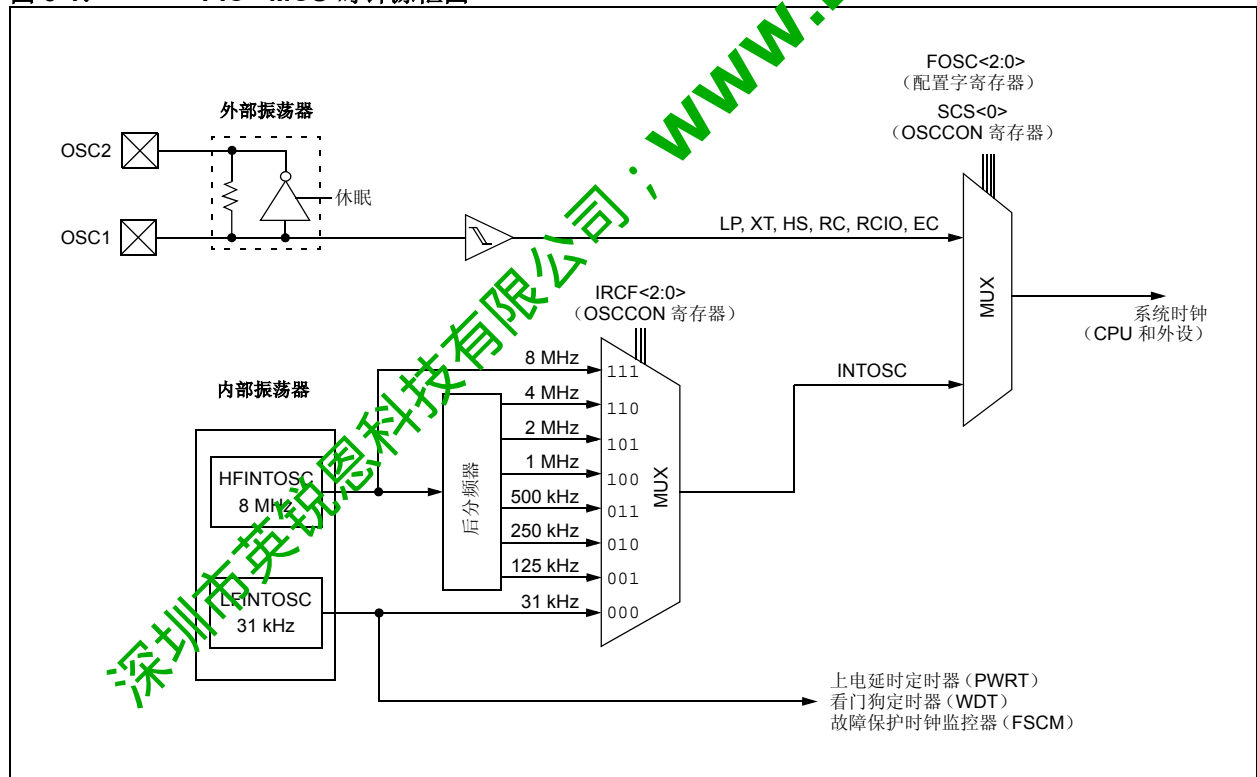 FOSC<2:0>
（配置字寄存器）
SCS<0>
（OSCCON 寄存器）
外部振荡器
OSC2
休眠
OSC1
LP, XT, HS, RC, RCIO, EC
MUX
系统时钟
（CPU 和外设）
IRCF<2:0>
（OSCCON 寄存器）
内部振荡器
HFINTOSC
8 MHz
LFINTOSC
31 kHz
后分频器
8 MHz
111
4 MHz
110
2 MHz
101
1 MHz
100
500 kHz
011
250 kHz
010
125 kHz
001
31 kHz
000
MUX
INTOSC
上电延时定时器（PWRT）
看门狗定时器（WDT）
故障保护时钟监控器（FSCM）
深圳市英锐恩科技有限公司；www.